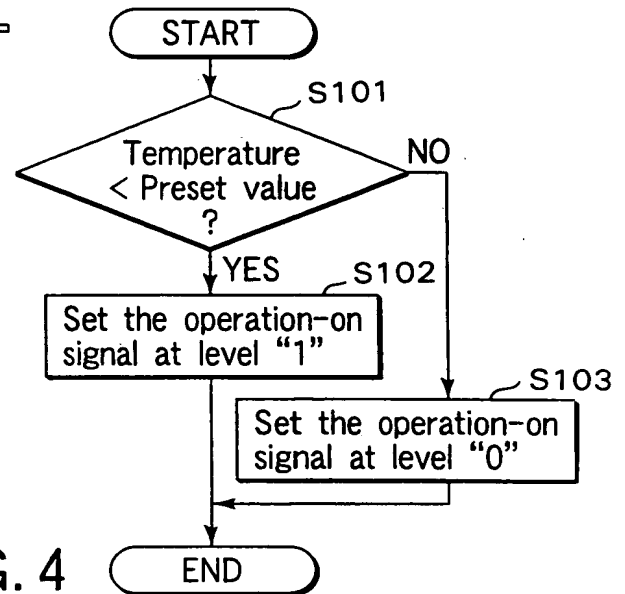 START
S101
Temperature
< Preset value
?
NO
YES
S102
Set the operation-on
signal at level “1”
S103
Set the operation-on
signal at level “0”
END
G. 4